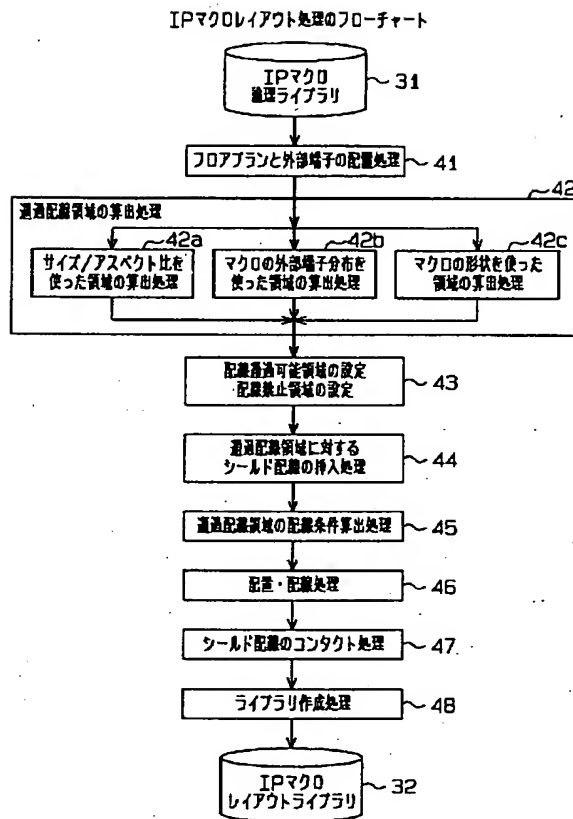 IPマクロレイアウト処理のフローチャート
IPマクロ
論理ライブラリ
31
フロアプランと外部端子の配置処理
41
42
通過配線領域の算出処理
42a
42b
42c
サイズ/アスペクト比を
使った領域の算出処理
マクロの外部端子分布を
使った領域の算出処理
マクロの形状を使った
領域の算出処理
配線通過可能領域の設定
配線禁止領域の設定
43
通過配線領域に対する
シールド配線の挿入処理
44
通過配線領域の配線条件算出処理
45
配置・配線処理
46
シールド配線のコンタクト処理
47
ライブラリ作成処理
48
IPマクロ
レイアウトライブラリ
32